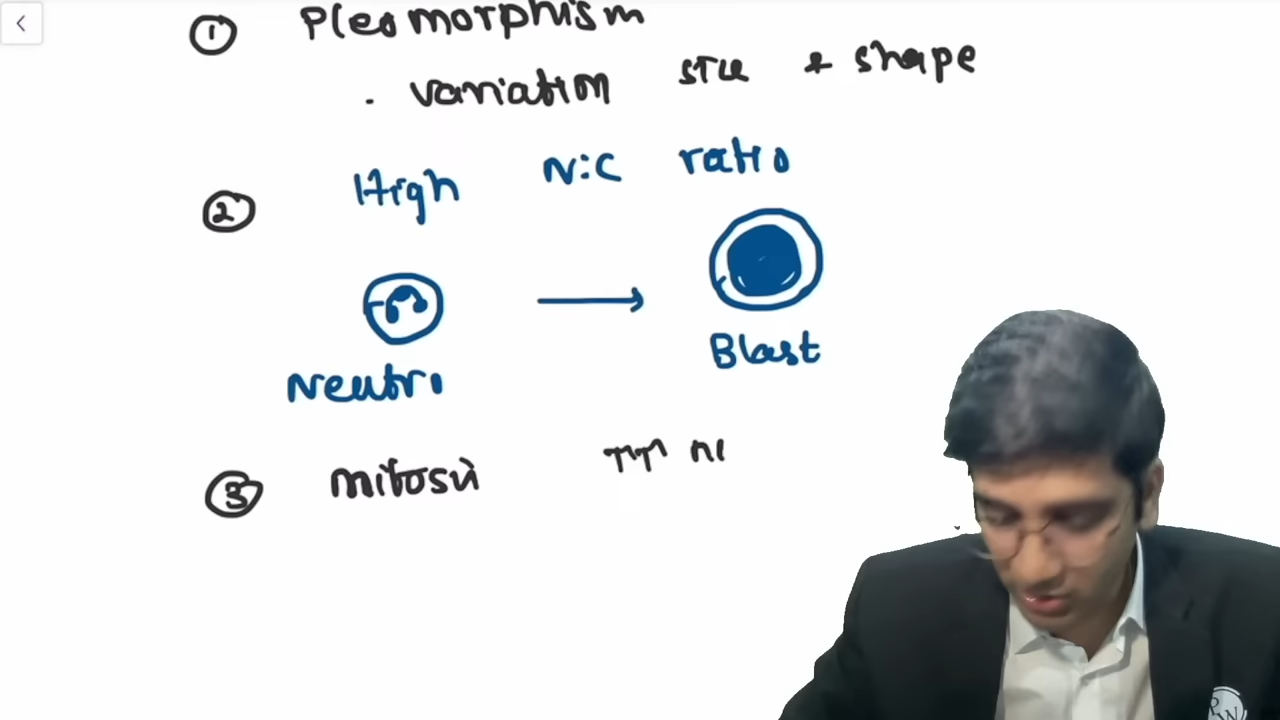 ① Pleomorphism
. variation size & shape
② High N:C ratio
Neutro
Blast
③ mitosis ↑↑